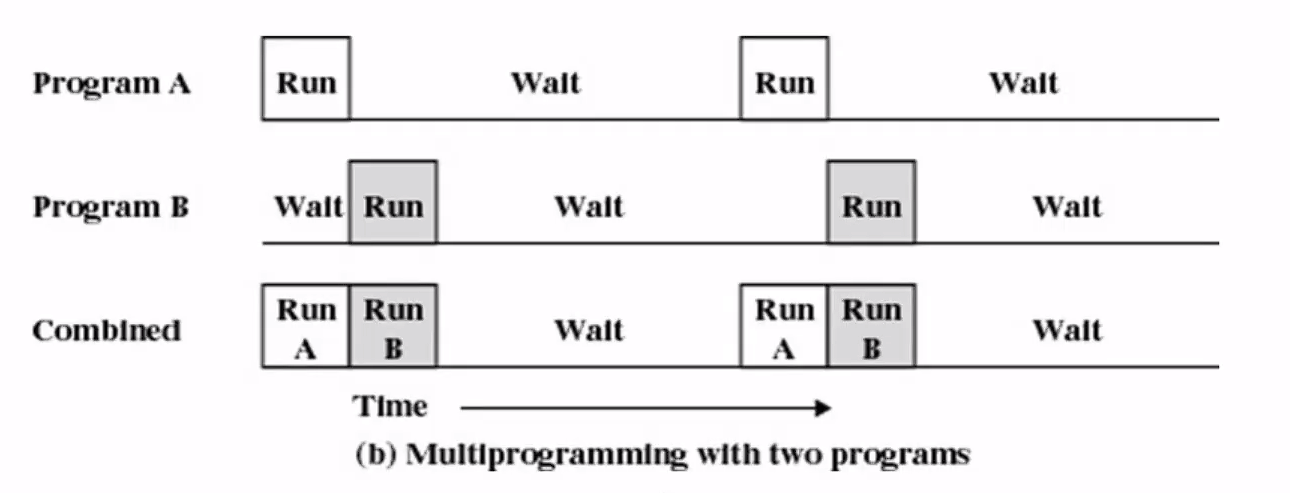 Program A Run Wait Run Wait
Program B Wait Run Wait Run Wait
Combined Run A Run B Wait Run A Run B Wait
Time
(b) Multiprogramming with two programs